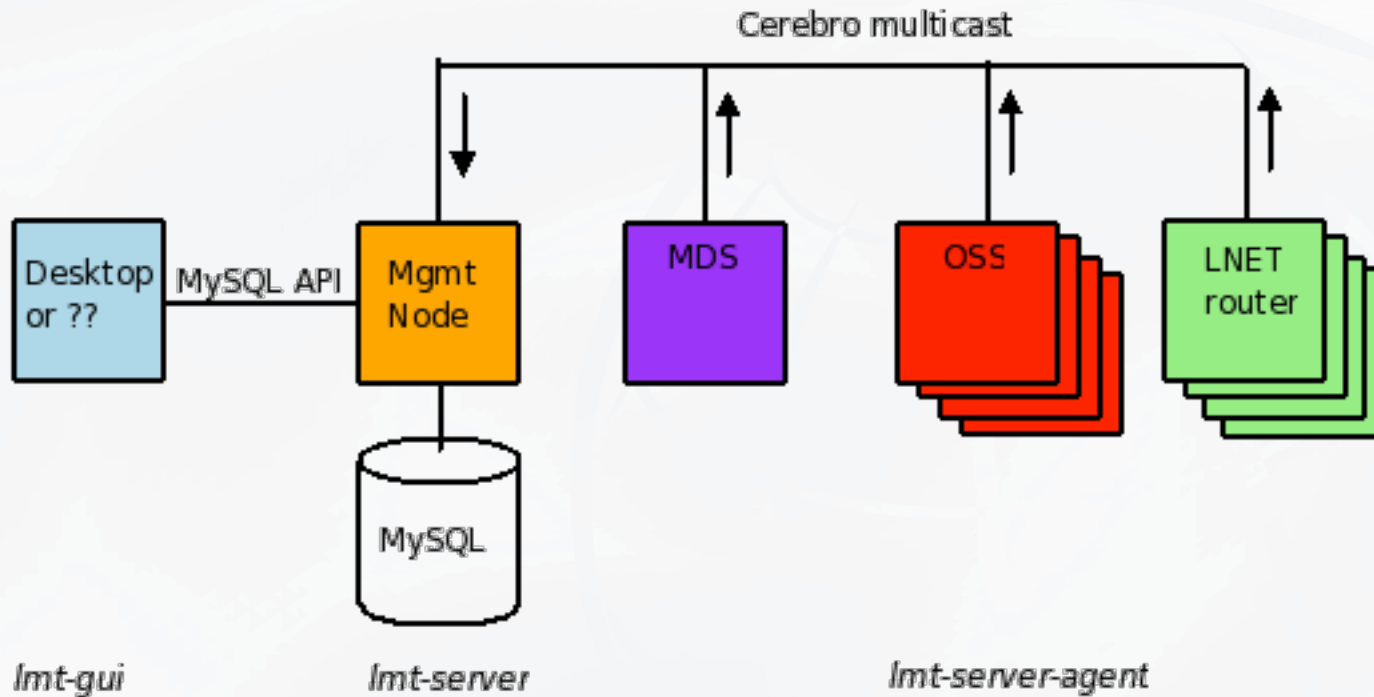 Cerebro multicast
Desktop
or ??
MySQL API
Mgmt
Node
MDS
OSS
LNET
router
MySQL
lmt-gui
lmt-server
lmt-server-agent